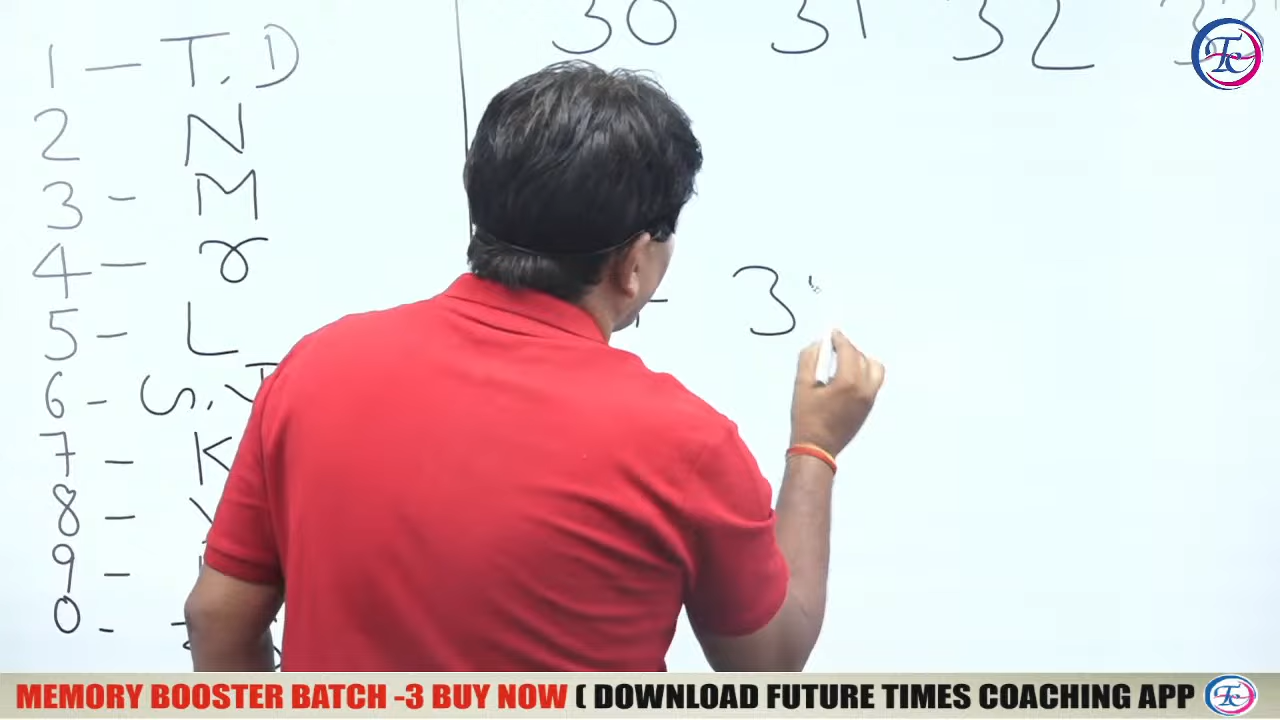 30 31 32
1 - T. D
2 N
3 - M
4 - r
5 - L
6 - S. J
7 - K
8 -
9 -
0 -
3
MEMORY BOOSTER BATCH -3 BUY NOW ( DOWNLOAD FUTURE TIMES COACHING APP